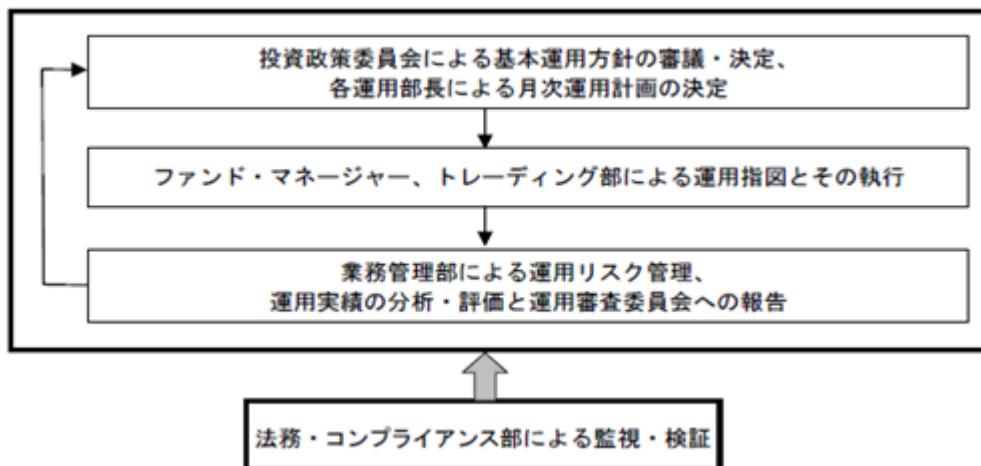 投資政策委員会による基本運用方針の審議・決定、
各運用部長による月次運用計画の決定
ファンド・マネージャー、トレーディング部による運用指図とその執行
業務管理部による運用リスク管理、
運用実績の分析・評価と運用審査委員会への報告
法務・コンプライアンス部による監視・検証